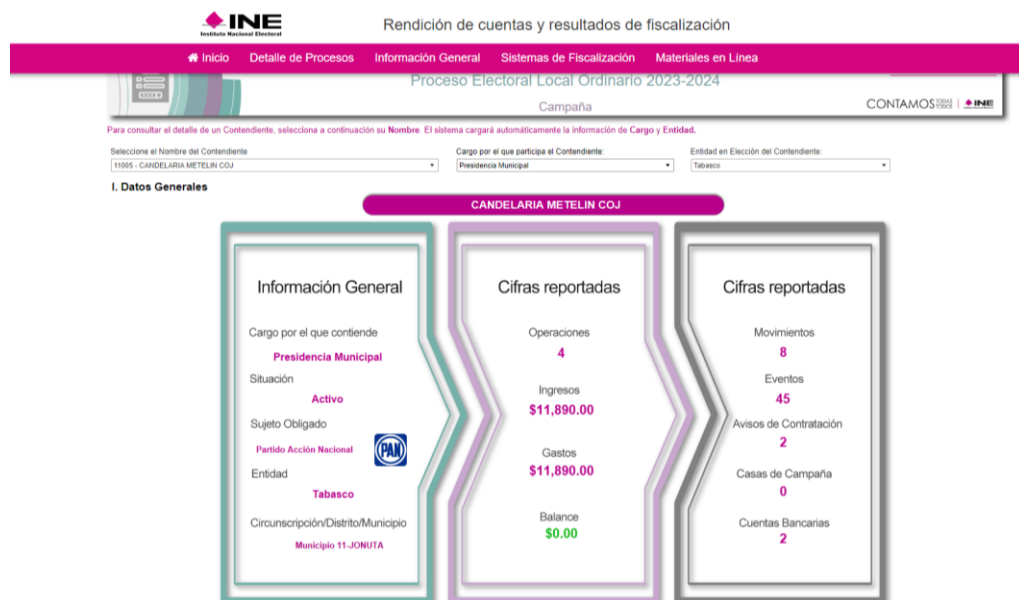 INE
Instituto Nacional Electoral
Rendición de cuentas y resultados de fiscalización
Inicio Detalle de Procesos Información General Sistemas de Fiscalización Materiales en Línea
Proceso Electoral Local Ordinario 2023-2024
Campaña
CONTAMOS TODAS TODOS INE
Para consultar el detalle de un Contendiente, selecciona a continuación su Nombre. El sistema cargará automáticamente la información de Cargo y Entidad.
Seleccione el Nombre del Contendiente Cargo por el que participa el Contendiente: Entidad en Elección del Contendiente:
11005 - CANDELARIA METELIN COJ Presidencia Municipal Tabasco
I. Datos Generales
CANDELARIA METELIN COJ
Información General
Cargo por el que contiende
Presidencia Municipal
Situación
Activo
Sujeto Obligado
Partido Acción Nacional
PAN
Entidad
Tabasco
Circunscripción/Distrito/Municipio
Municipio 11-JONUTA
Cifras reportadas
Operaciones
4
Ingresos
$11,890.00
Gastos
$11,890.00
Balance
$0.00
Cifras reportadas
Movimientos
8
Eventos
45
Avisos de Contratación
2
Casas de Campaña
0
Cuentas Bancarias
2